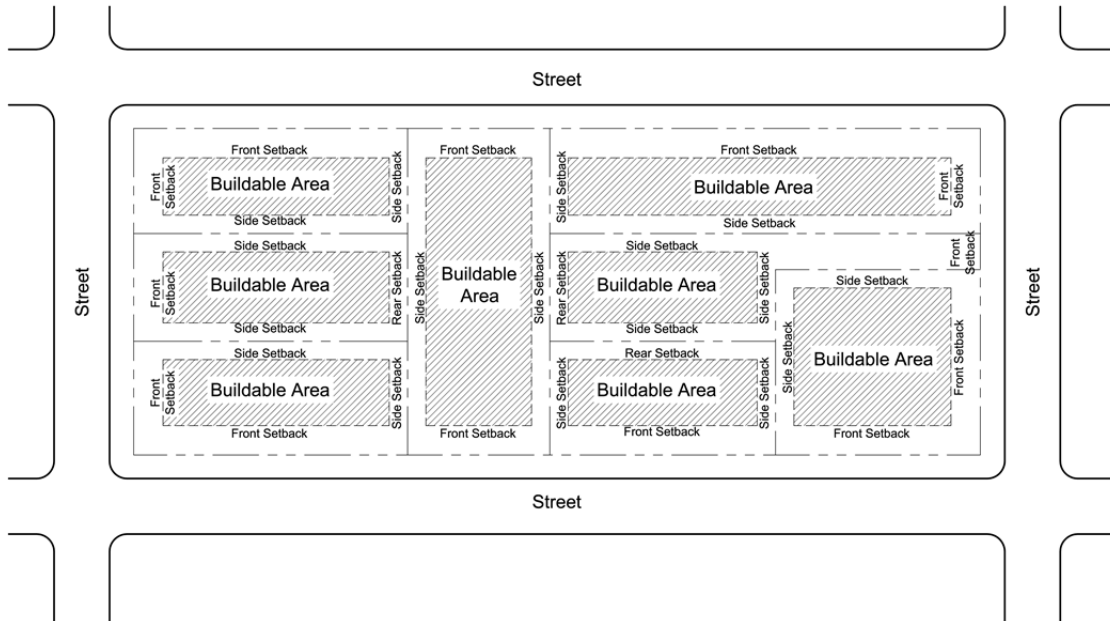 Street
Front Setback
Front Setback
Front Setback
Front
Setback
Buildable Area
Side Setback
Side Setback
Buildable Area
Front
Setback
Side Setback
Side Setback
Front
Setback
Side Setback
Side Setback
Street
Front
Setback
Buildable Area
Rear Setback
Side Setback
Buildable
Area
Side Setback
Rear Setback
Buildable Area
Side Setback
Side Setback
Street
Side Setback
Side Setback
Side Setback
Rear Setback
Front
Setback
Buildable Area
Side Setback
Side Setback
Buildable Area
Side Setback
Side Setback
Buildable Area
Front Setback
Front Setback
Front Setback
Front Setback
Front Setback
Street